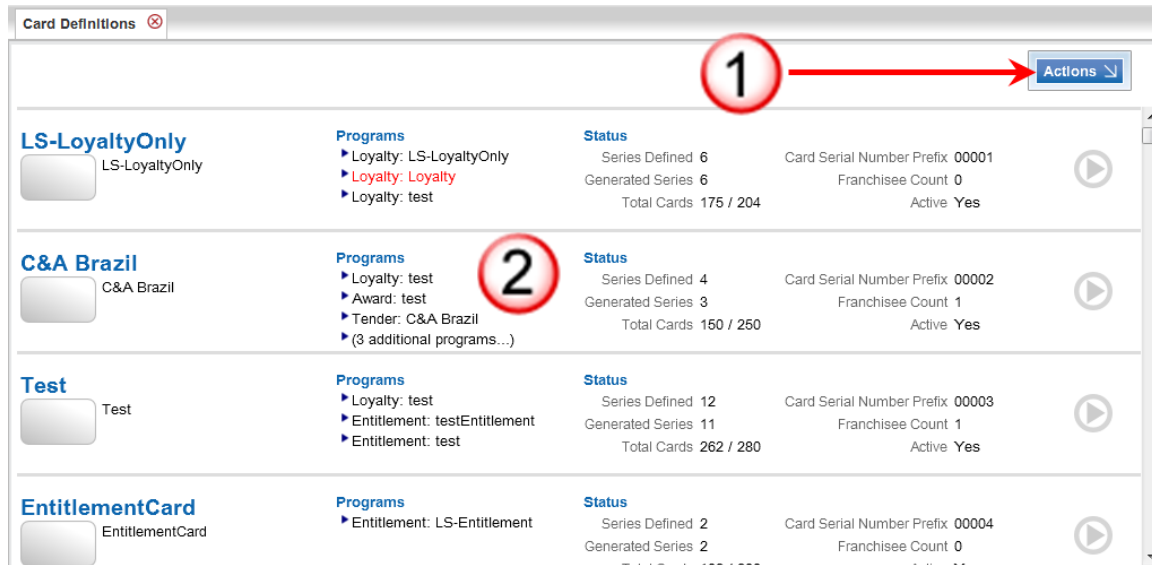 Card Definitions
1
Actions
LS-LoyaltyOnly
LS-LoyaltyOnly
Programs
Loyalty: LS-LoyaltyOnly
Loyalty: Loyalty
Loyalty: test
Status
Series Defined 6
Generated Series 6
Total Cards 175 / 204
Card Serial Number Prefix 00001
Franchisee Count 0
Active Yes
C&A Brazil
C&A Brazil
Programs
Loyalty: test
Award: test
Tender: C&A Brazil
(3 additional programs...)
2
Status
Series Defined 4
Generated Series 3
Total Cards 150 / 250
Card Serial Number Prefix 00002
Franchisee Count 1
Active Yes
Test
Test
Programs
Loyalty: test
Entitlement: testEntitlement
Entitlement: test
Status
Series Defined 12
Generated Series 11
Total Cards 262 / 280
Card Serial Number Prefix 00003
Franchisee Count 1
Active Yes
EntitlementCard
EntitlementCard
Programs
Entitlement: LS-Entitlement
Status
Series Defined 2
Generated Series 2
Card Serial Number Prefix 00004
Franchisee Count 0